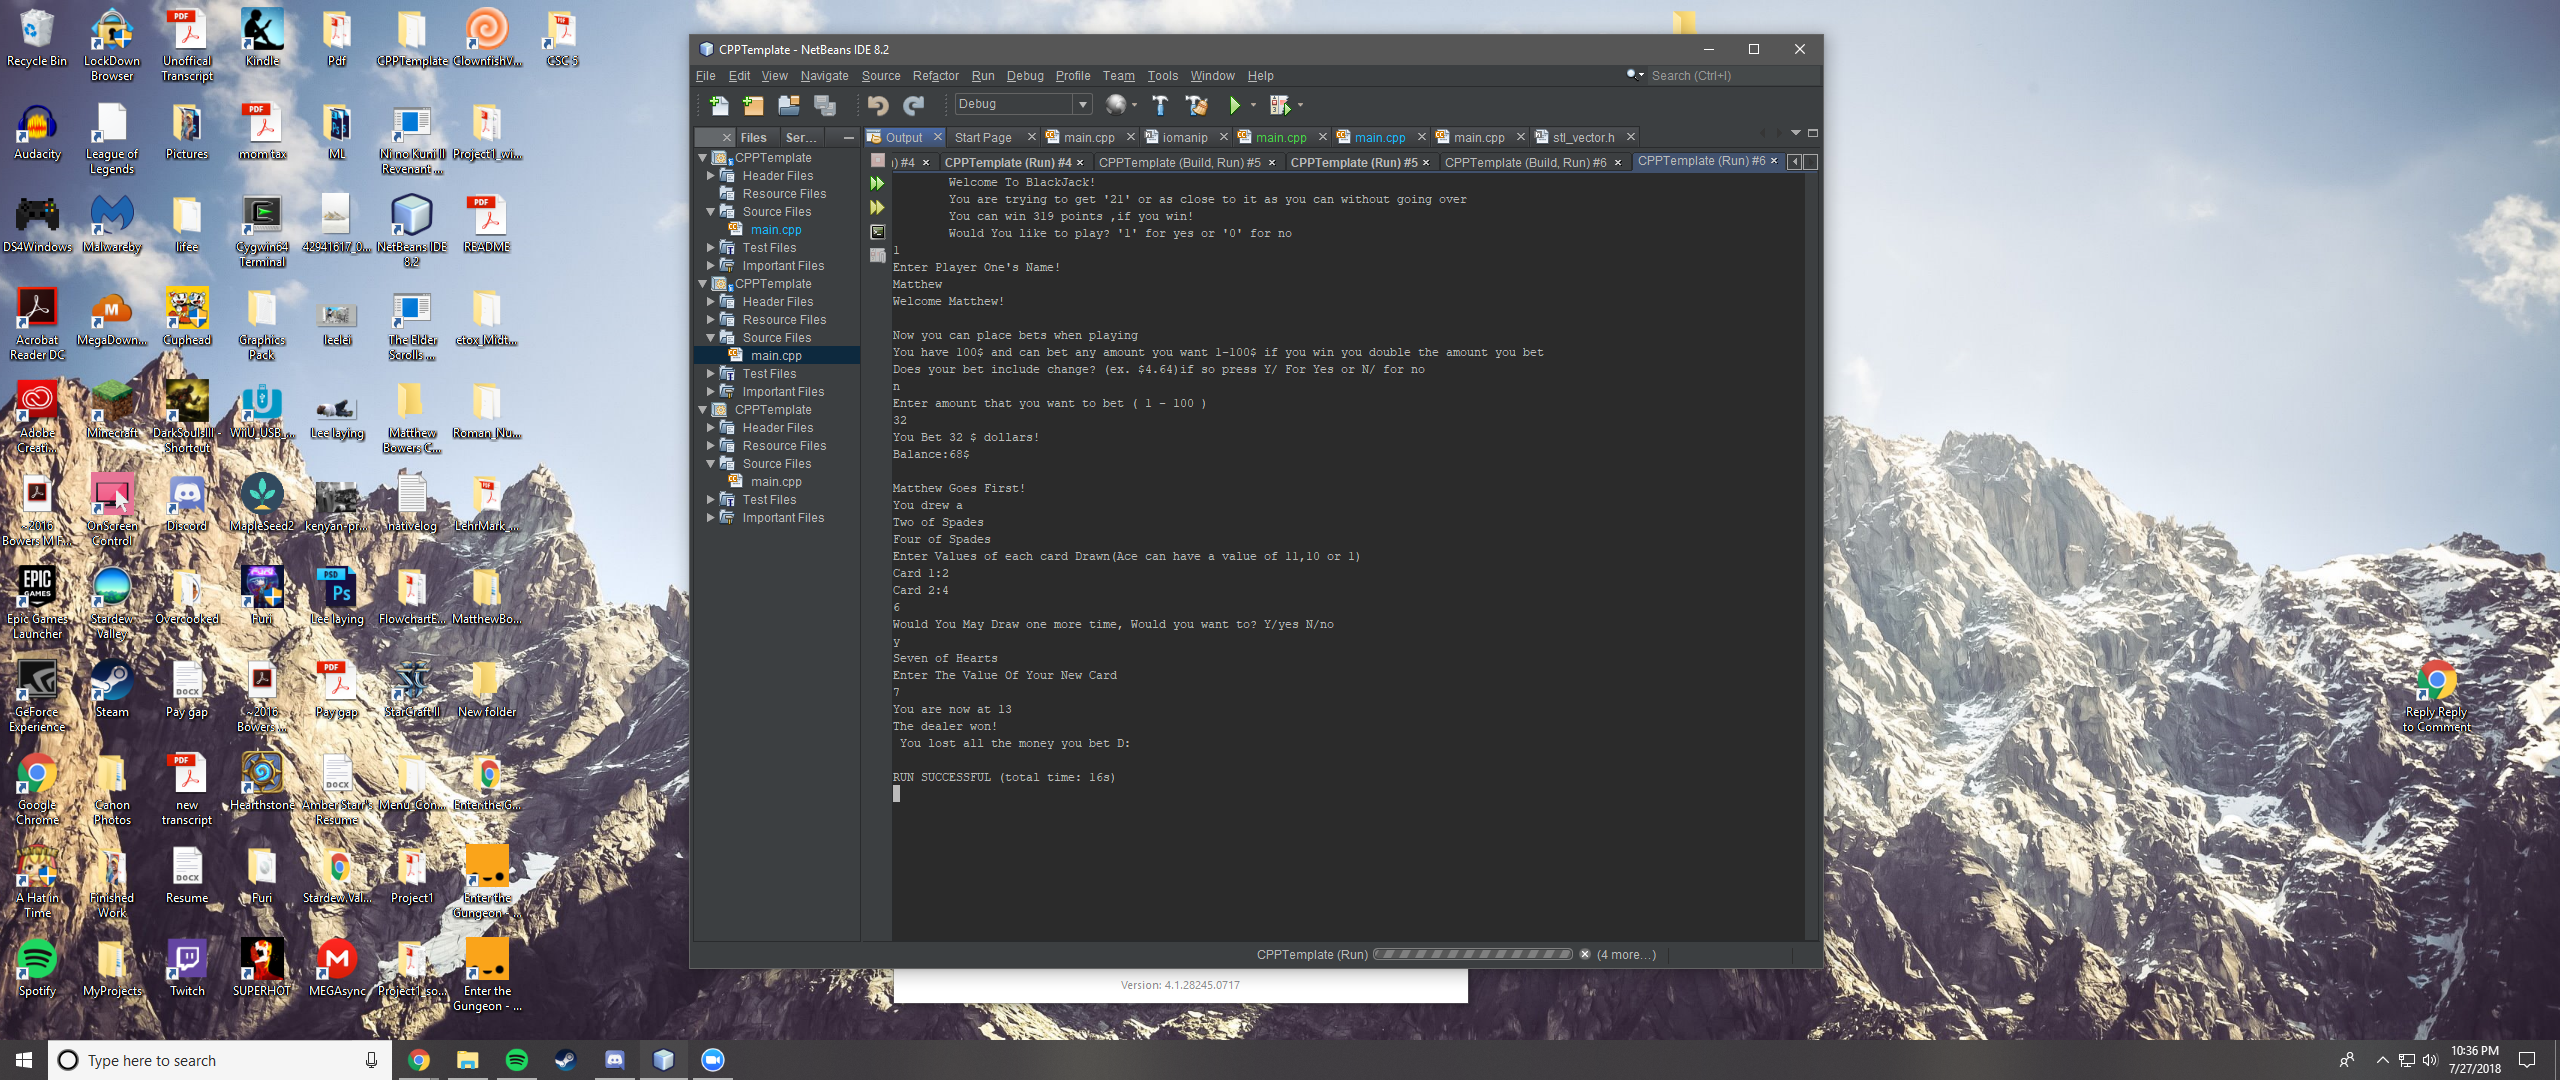 Recycle Bin
LockDown Browser
Unoffical Transcript
Kindle
Pdf
CPPTemplate
ClownfishV...
CSC 5
Audacity
League of Legends
Pictures
mom tax
ML
Ni no Kuni II Revenant ...
Project1_wi...
DS4Windows
Malwareby
lifee
Cygwin64 Terminal
42941617_0...
NetBeans IDE 8.2
README
Acrobat Reader DC
MegaDown...
Cuphead
Graphics Pack
leelei
The Elder Scrolls ...
etox_Midt...
Adobe Creati...
Minecraft
DarkSoulsIII - Shortcut
WiiU_USB_...
Lee laying
Matthew Bowers C...
Roman_Nu...
~2016 Bowers M F...
OnScreen Control
Discord
MapleSeed2
kenyan-pr...
nativelog
LehrMark_...
Epic Games Launcher
Stardew Valley
Overcooked
Furi
Lee laying
FlowchartE...
MatthewBo...
GeForce Experience
Steam
Pay gap
~2016 Bowers ...
Pay gap
StarCraft II
New folder
Google Chrome
Canon Photos
new transcript
Hearthstone
Amber Starr's Resume
Menu_Con...
Enter.the.G...
A Hat in Time
Finished Work
Resume
Furi
Stardew.Val...
Project1
Enter the Gungeon - ...
Spotify
MyProjects
Twitch
SUPERHOT
MEGAsync
Project1_so...
Enter the Gungeon - ...
CPPTemplate - NetBeans IDE 8.2
File Edit View Navigate Source Refactor Run Debug Profile Team Tools Window Help
Search (Ctrl+I)
Debug
Files Ser...
Output Start Page main.cpp iomanip main.cpp main.cpp main.cpp stl_vector.h
) #4 CPPTemplate (Run) #4 CPPTemplate (Build, Run) #5 CPPTemplate (Run) #5 CPPTemplate (Build, Run) #6 CPPTemplate (Run) #6
CPPTemplate
Header Files
Resource Files
Source Files
main.cpp
Test Files
Important Files
CPPTemplate
Header Files
Resource Files
Source Files
main.cpp
Test Files
Important Files
CPPTemplate
Header Files
Resource Files
Source Files
main.cpp
Test Files
Important Files
Welcome To BlackJack!
You are trying to get '21' or as close to it as you can without going over
You can win 319 points ,if you win!
Would You like to play? '1' for yes or '0' for no
1
Enter Player One's Name!
Matthew
Welcome Matthew!
Now you can place bets when playing
You have 100$ and can bet any amount you want 1-100$ if you win you double the amount you bet
Does your bet include change? (ex. $4.64)if so press Y/ For Yes or N/ for no
n
Enter amount that you want to bet ( 1 - 100 )
32
You Bet 32 $ dollars!
Balance:68$
Matthew Goes First!
You drew a
Two of Spades
Four of Spades
Enter Values of each card Drawn(Ace can have a value of 11,10 or 1)
Card 1:2
Card 2:4
6
Would You May Draw one more time, Would you want to? Y/yes N/no
y
Seven of Hearts
Enter The Value Of Your New Card
7
You are now at 13
The dealer won!
You lost all the money you bet D:
RUN SUCCESSFUL (total time: 16s)
CPPTemplate (Run) (4 more...)
Version: 4.1.28245.0717
Reply Reply to Comment
Type here to search
10:36 PM
7/27/2018